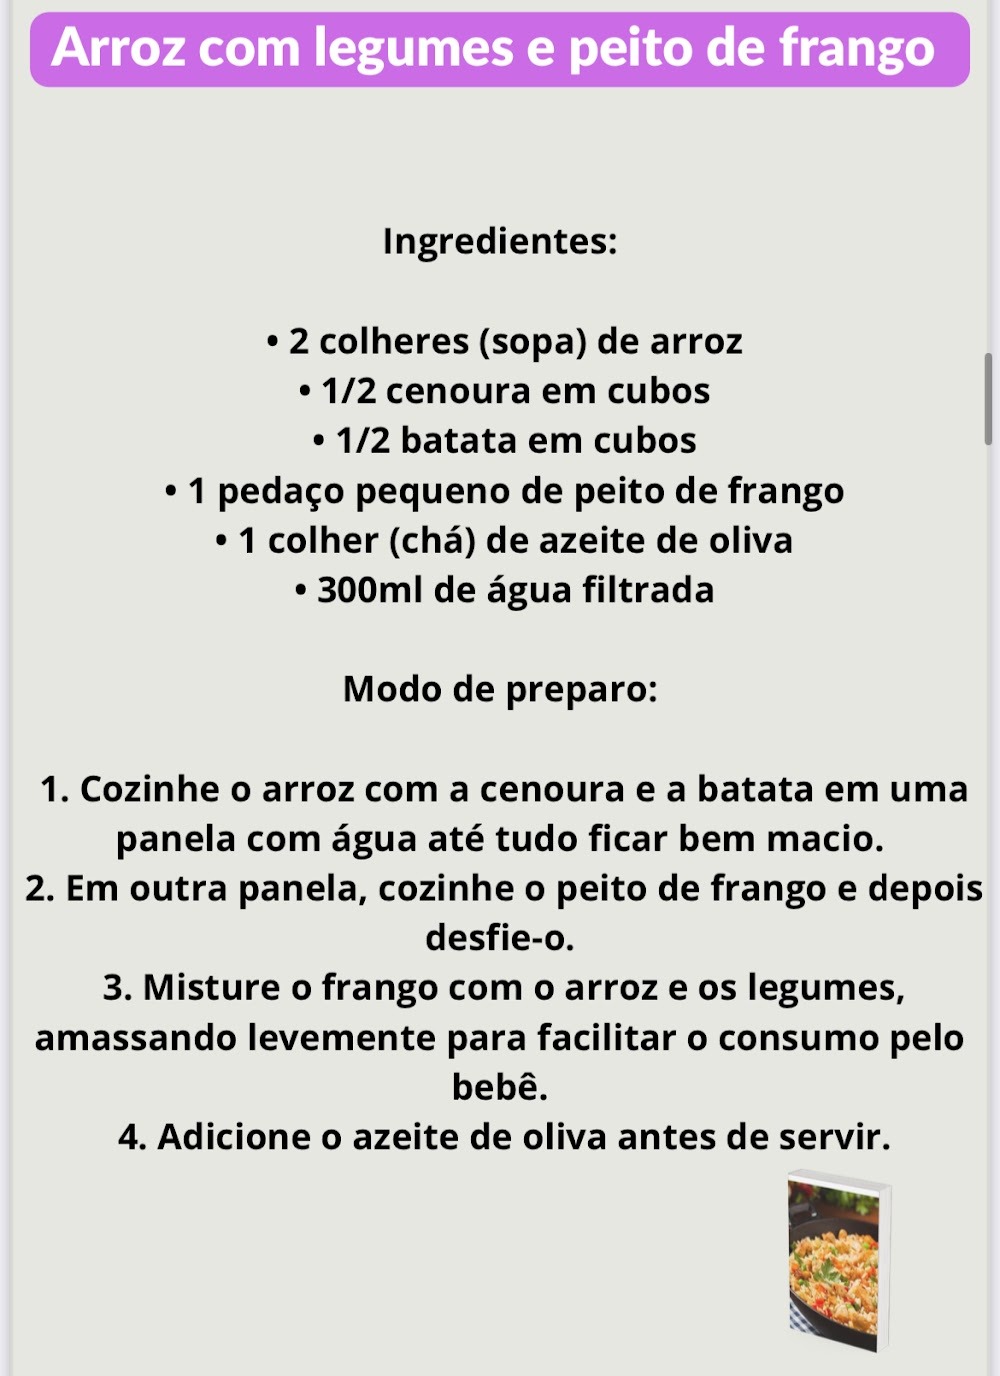 Arroz com legumes e peito de frango
Ingredientes:
• 2 colheres (sopa) de arroz
• 1/2 cenoura em cubos
• 1/2 batata em cubos
• 1 pedaço pequeno de peito de frango
• 1 colher (chá) de azeite de oliva
• 300ml de água filtrada
Modo de preparo:
1. Cozinhe o arroz com a cenoura e a batata em uma
panela com água até tudo ficar bem macio.
2. Em outra panela, cozinhe o peito de frango e depois
desfie-o.
3. Misture o frango com o arroz e os legumes,
amassando levemente para facilitar o consumo pelo
bebê.
4. Adicione o azeite de oliva antes de servir.